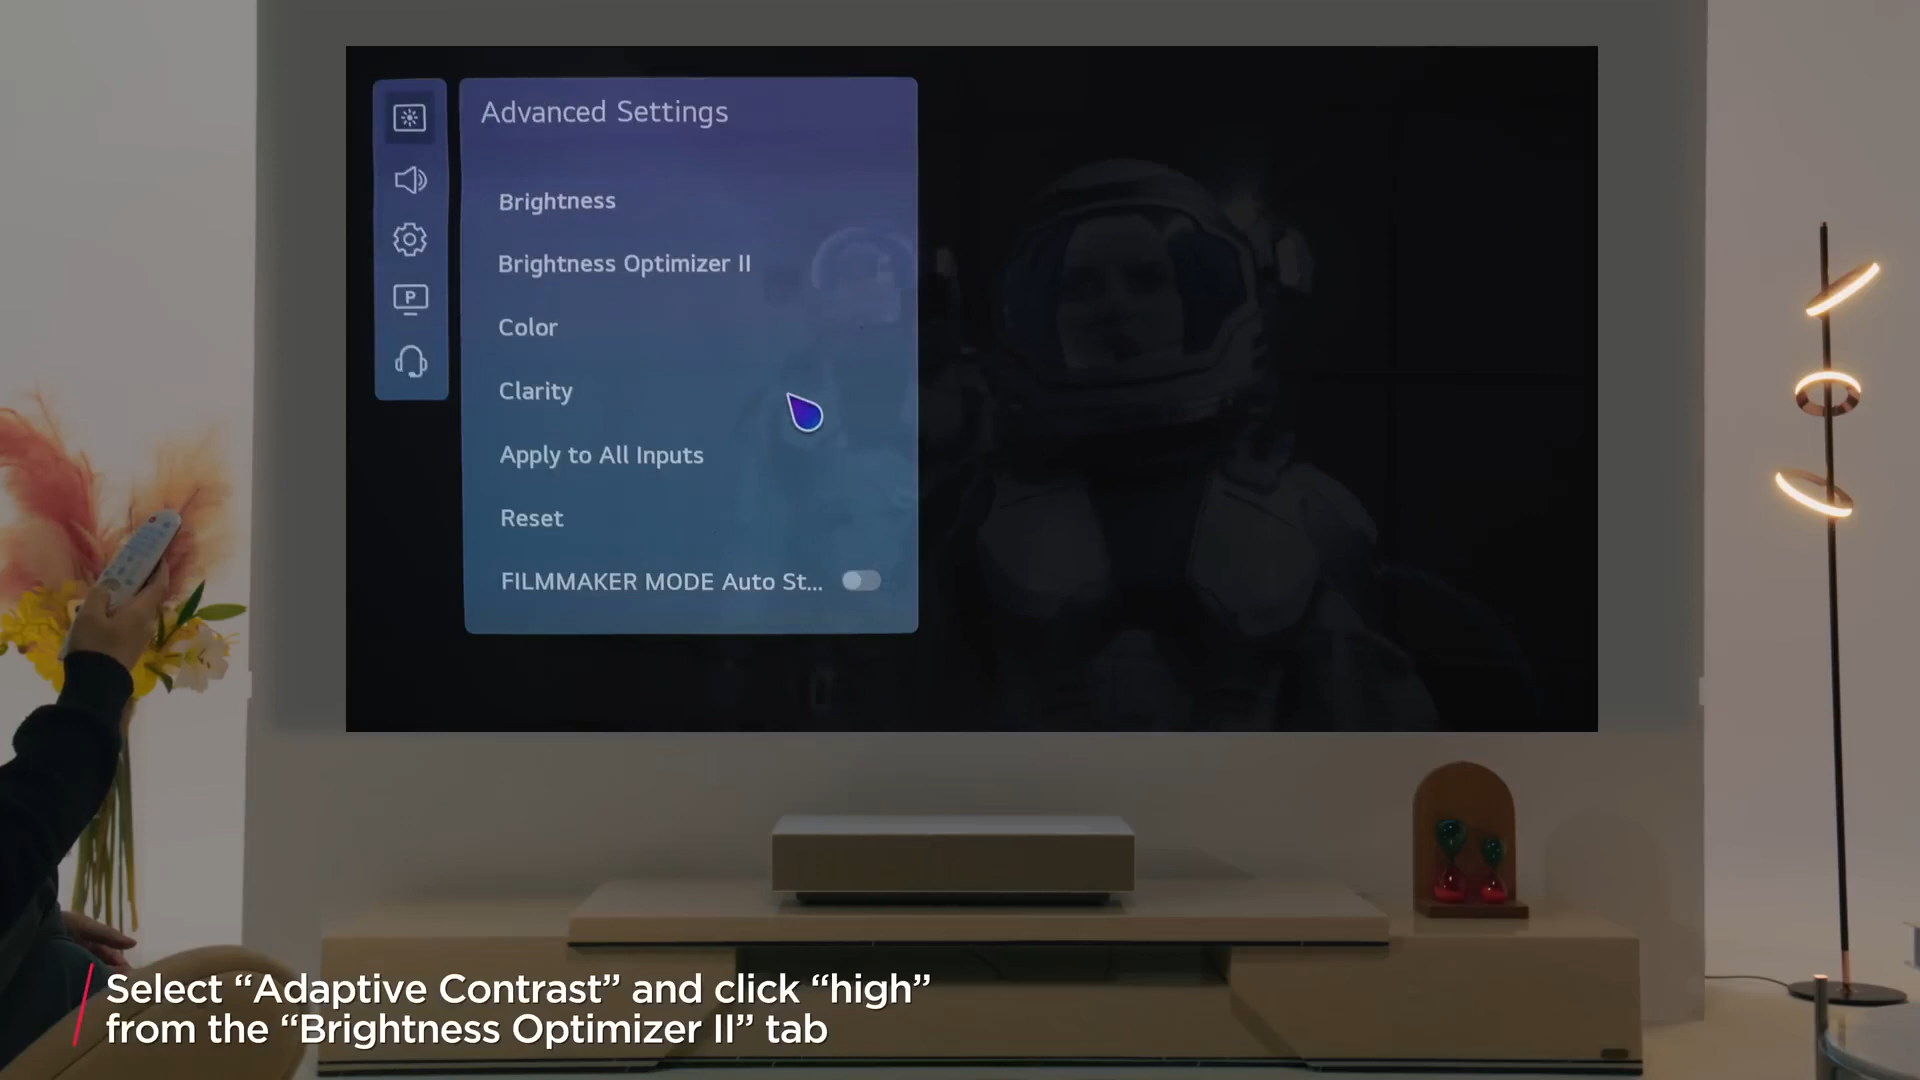 Advanced Settings
Brightness
Brightness Optimizer II
Color
Clarity
P
Apply to All Inputs
Reset
FILMMAKER MODE Auto St...
Select “Adaptive Contrast” and click “high”
from the “Brightness Optimizer II” tab